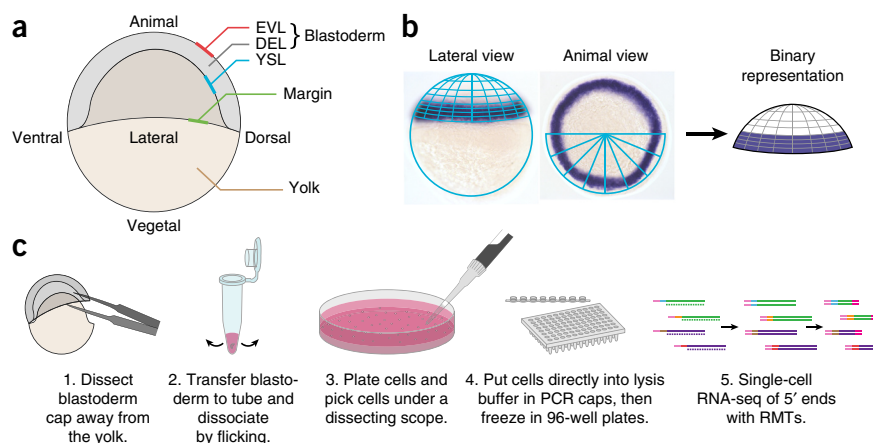 a
Animal
EVL
DEL
YSL
Blastoderm
Margin
Ventral
Lateral
Dorsal
Yolk
Vegetal
b
Lateral view
Animal view
Binary
representation
c
1. Dissect
blastoderm
cap away from
the yolk.
2. Transfer blasto-
derm to tube and
dissociate
by flicking.
3. Plate cells and
pick cells under a
dissecting scope.
4. Put cells directly into lysis
buffer in PCR caps, then
freeze in 96-well plates.
5. Single-cell
RNA-seq of 5′ ends
with RMTs.